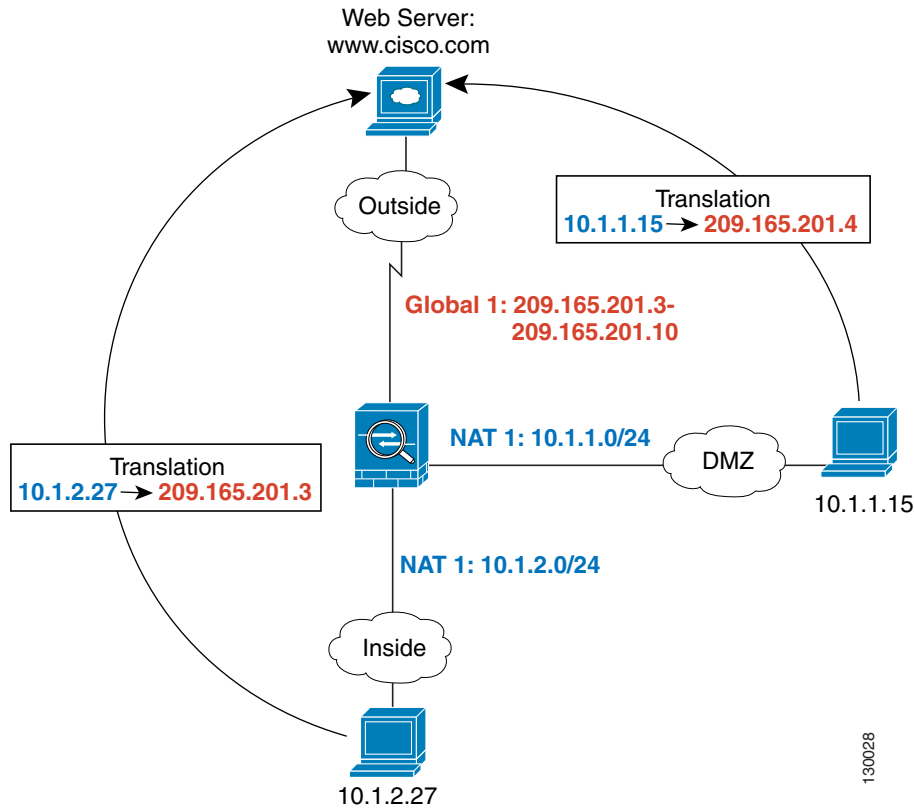 Web Server:
www.cisco.com
Outside
Translation
10.1.1.15 → 209.165.201.4
Global 1: 209.165.201.3-
209.165.201.10
NAT 1: 10.1.1.0/24
DMZ
10.1.1.15
Translation
10.1.2.27 → 209.165.201.3
NAT 1: 10.1.2.0/24
Inside
10.1.2.27
130028